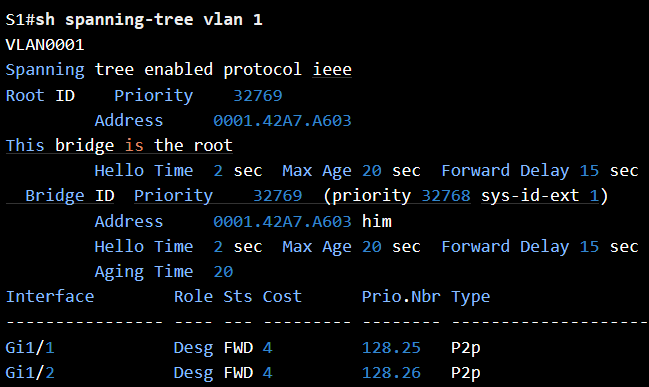 S1#sh spanning-tree vlan 1
VLAN0001
Spanning tree enabled protocol ieee
Root ID    Priority    32769
         Address     0001.42A7.A603
This bridge is the root
         Hello Time  2 sec  Max Age 20 sec  Forward Delay 15 sec
  Bridge ID  Priority    32769  (priority 32768 sys-id-ext 1)
         Address     0001.42A7.A603 him
         Hello Time  2 sec  Max Age 20 sec  Forward Delay 15 sec
         Aging Time  20
Interface        Role Sts Cost      Prio.Nbr Type
---------------- ---- --- --------- -------- --------------------
Gi1/1            Desg FWD 4         128.25   P2p
Gi1/2            Desg FWD 4         128.26   P2p